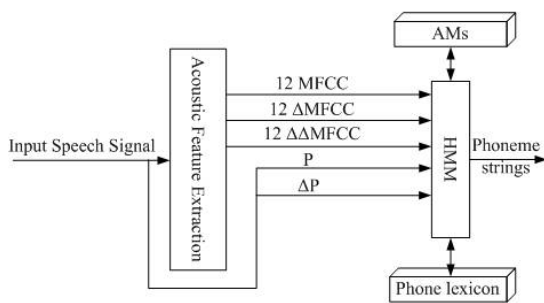 AMs
12 MFCC
12 ΔMFCC
12 ΔΔMFCC
P
ΔP
Input Speech Signal
Acoustic Feature Extraction
HMM
Phoneme
strings
Phone lexicon